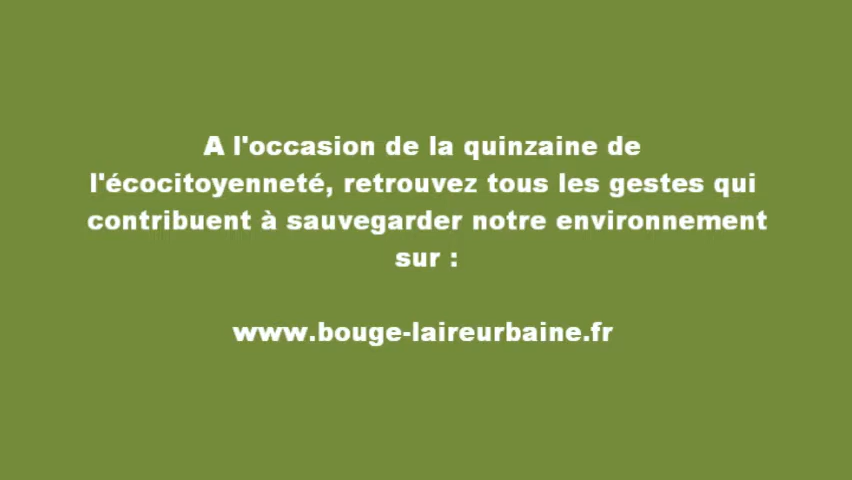 A l'occasion de la quinzaine de
l'écocitoyenneté, retrouvez tous les gestes qui
contribuent à sauvegarder notre environnement
sur :
www.bouge-laireurbaine.fr